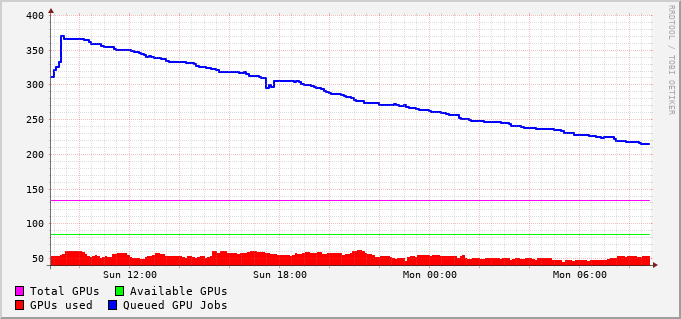 400
350
300
250
200
150
100
50
Sun 12:00 Sun 18:00 Mon 00:00 Mon 06:00
Total GPUs Available GPUs
GPUs used Queued GPU Jobs
RRDTOOL / TOBI OETIKER